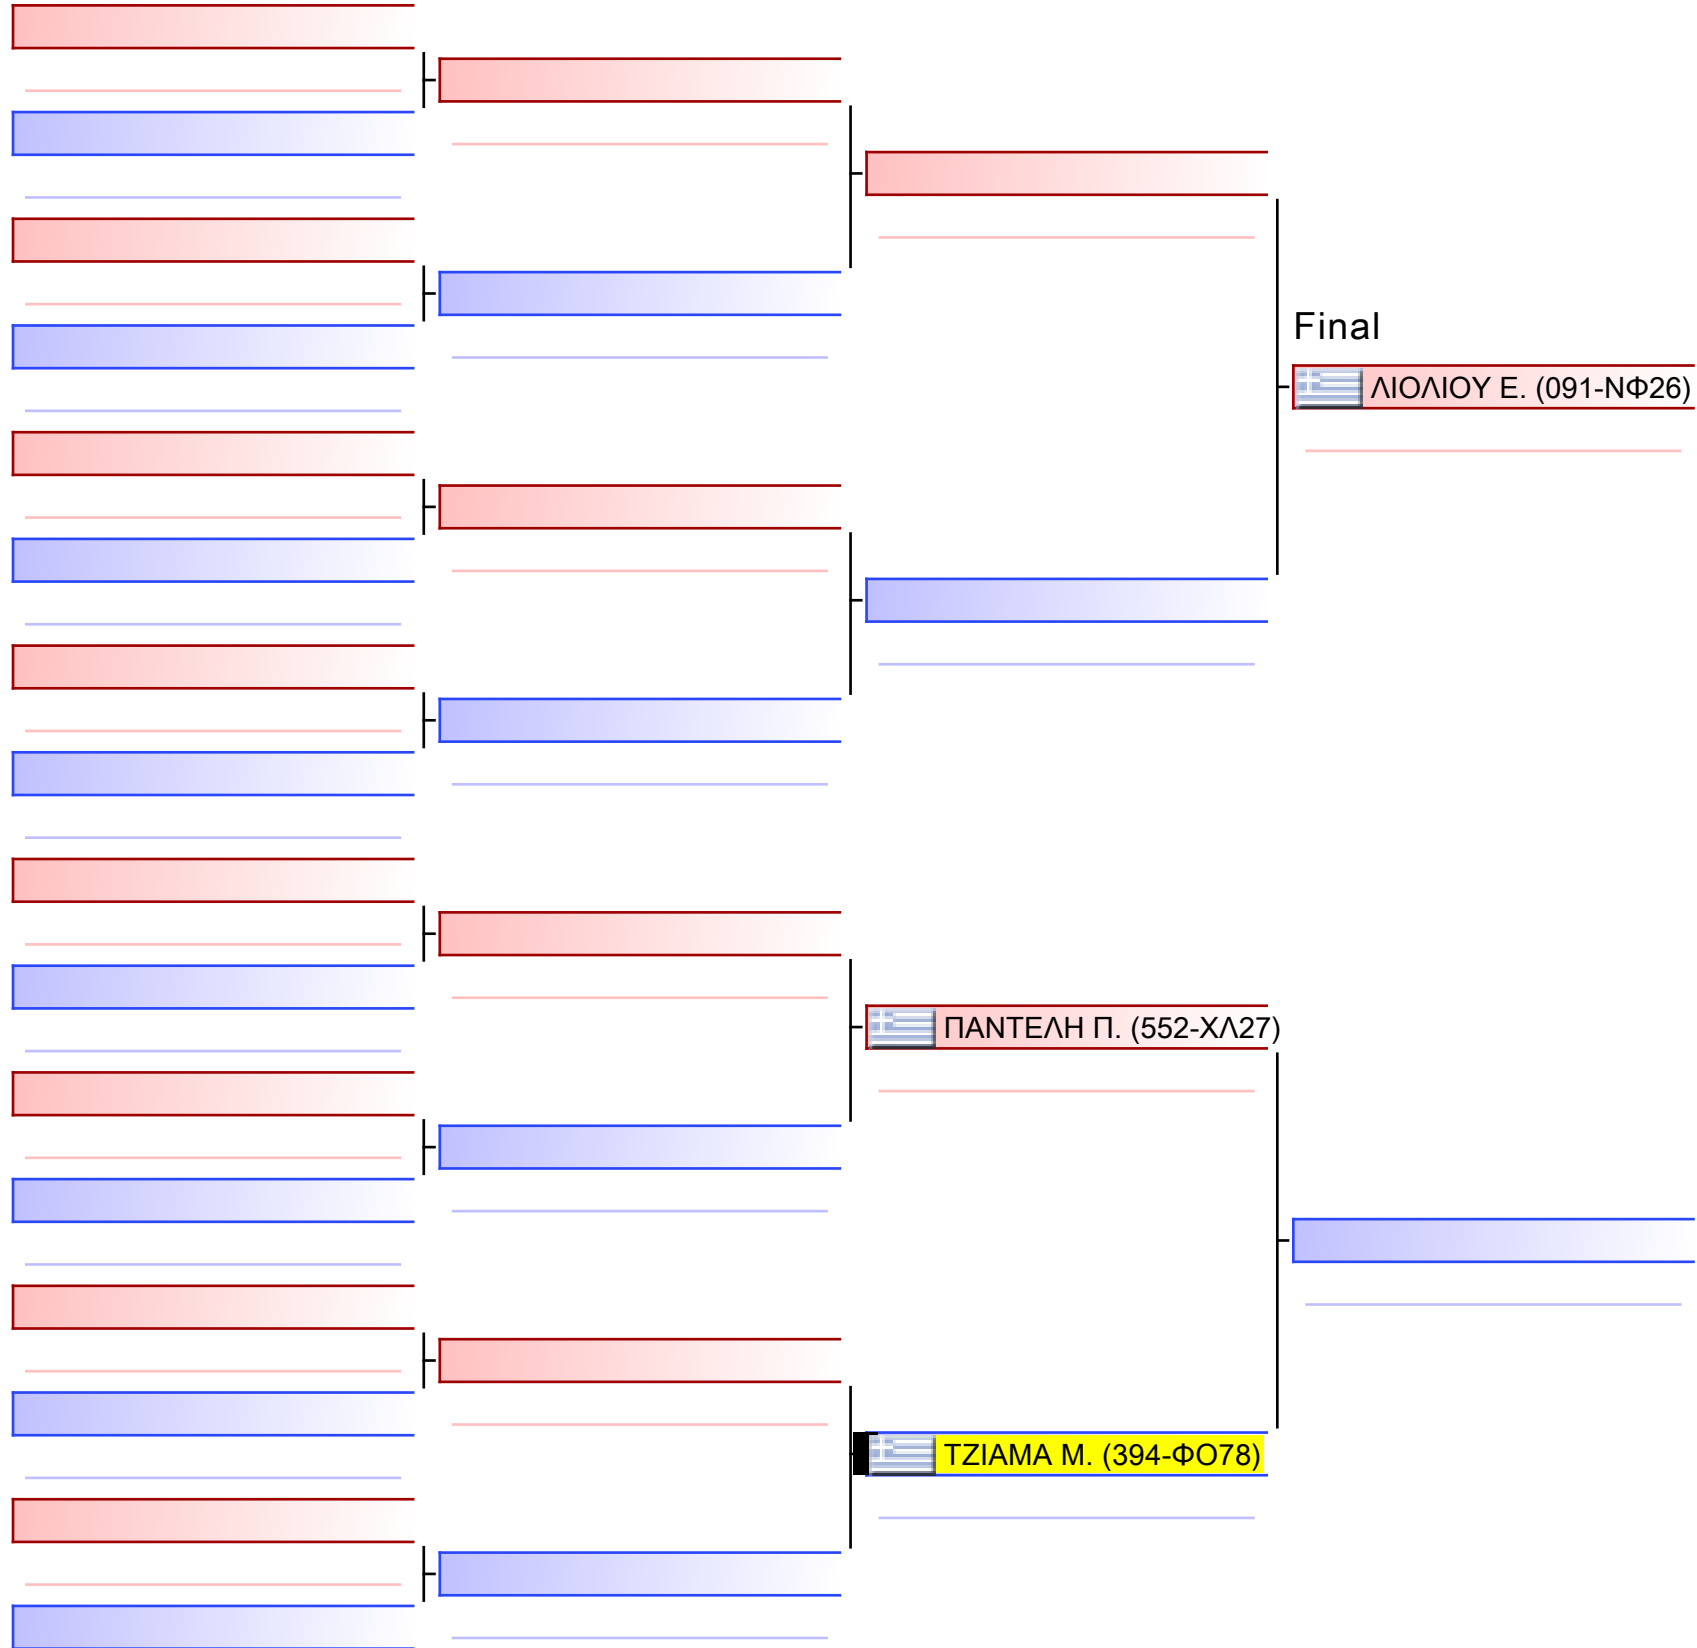 Final
ΛΙΟΛΙΟΥ Ε. (091-ΝΦ26)
ΠΑΝΤΕΛΗ Π. (552-ΧΛ27)
ΤΖΙΑΜΑ Μ. (394-ΦΟ78)